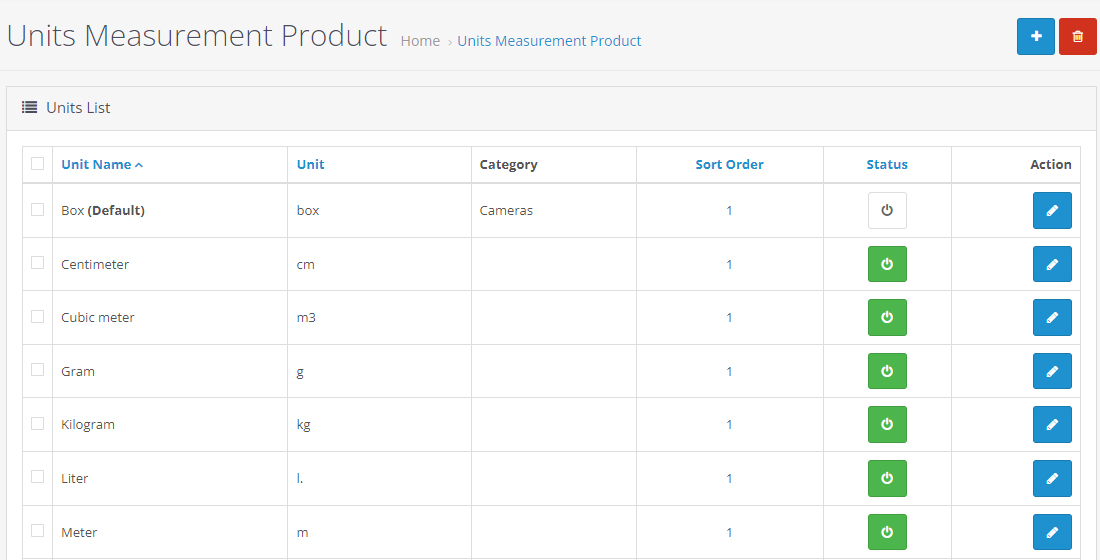 Units Measurement Product Home › Units Measurement Product
Units List
Unit Name Unit Category Sort Order Status Action
Box (Default) box Cameras 1
Centimeter cm 1
Cubic meter m3 1
Gram g 1
Kilogram kg 1
Liter l. 1
Meter m 1